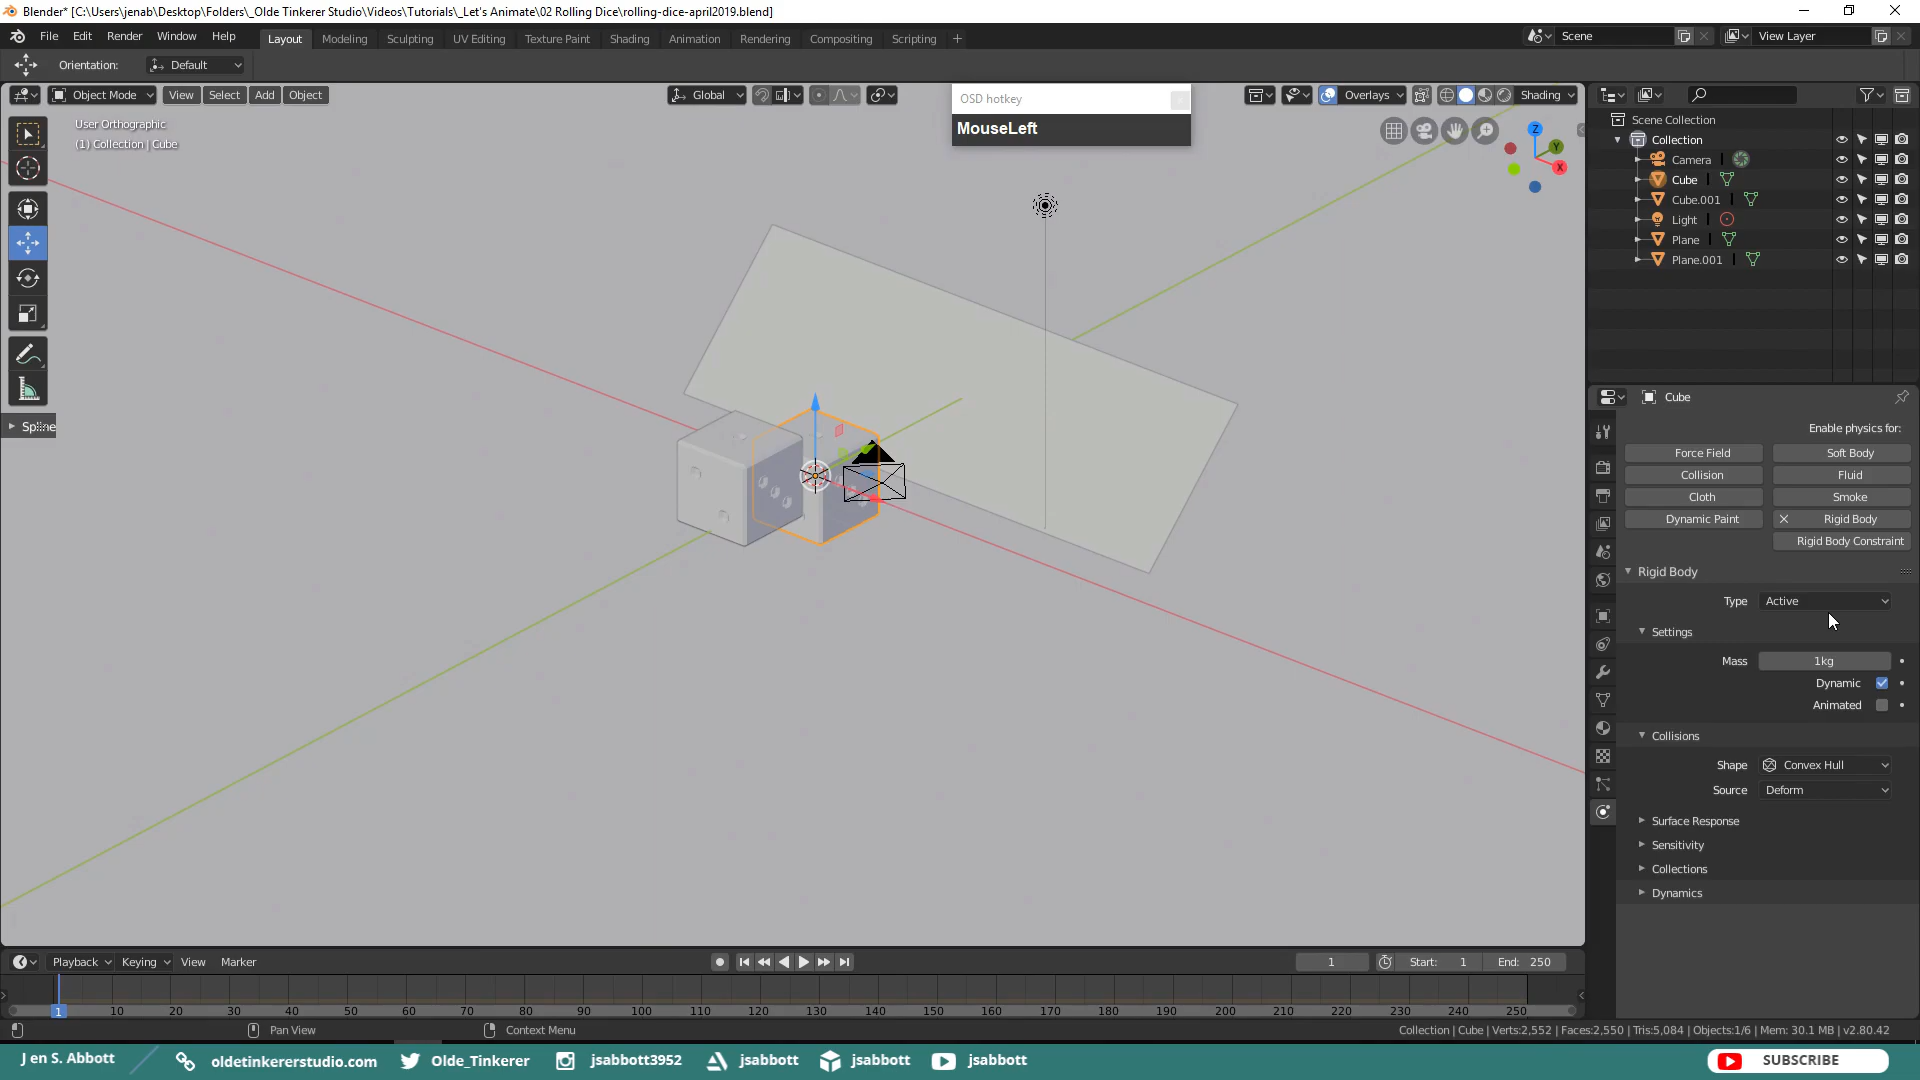 Blender* [C:\Users\jenab\Desktop\Folders\_Olde Tinkerer Studio\Videos\Tutorials\_Let's Animate\02 Rolling Dice\rolling-dice-april2019.blend]
File Edit Render Window Help Layout Modeling Sculpting UV Editing Texture Paint Shading Animation Rendering Compositing Scripting + Scene View Layer
Orientation: Default
Object Mode View Select Add Object Global Overlays Shading
OSD hotkey
MouseLeft
User Orthographic
(1) Collection | Cube
Z
Y
X
Scene Collection
Collection
Camera
Cube
Cube.001
Light
Plane
Plane.001
Cube
Enable physics for:
Force Field Soft Body
Collision Fluid
Cloth Smoke
Dynamic Paint Rigid Body
Rigid Body Constraint
Rigid Body
Type Active
Settings
Mass 1kg
Dynamic
Animated
Collisions
Shape Convex Hull
Source Deform
Surface Response
Sensitivity
Collections
Dynamics
Playback Keying View Marker 1 Start: 1 End: 250
1 10 20 30 40 50 60 70 80 90 100 110 120 130 140 150 160 170 180 190 200 210 220 230 240 250
Pan View Context Menu Collection | Cube | Verts:2,552 | Faces:2,550 | Tris:5,084 | Objects:1/6 | Mem: 30.1 MB | v2.80.42
J en S. Abbott oldetinkererstudio.com Olde_Tinkerer jsabbott3952 jsabbott jsabbott jsabbott SUBSCRIBE